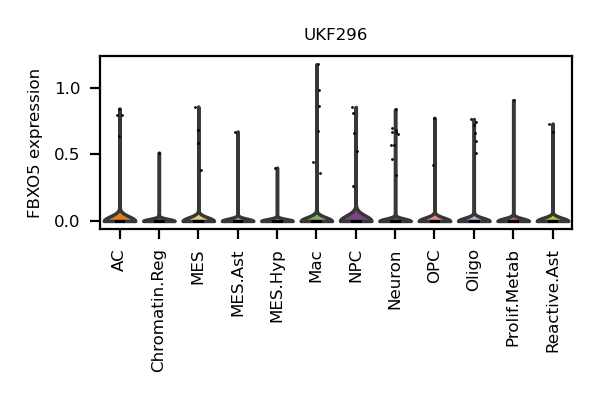 UKF296
FBXO5 expression
1.0
0.5
0.0
AC
Chromatin.Reg
MES
MES.Ast
MES.Hyp
Mac
NPC
Neuron
OPC
Oligo
Prolif.Metab
Reactive.Ast